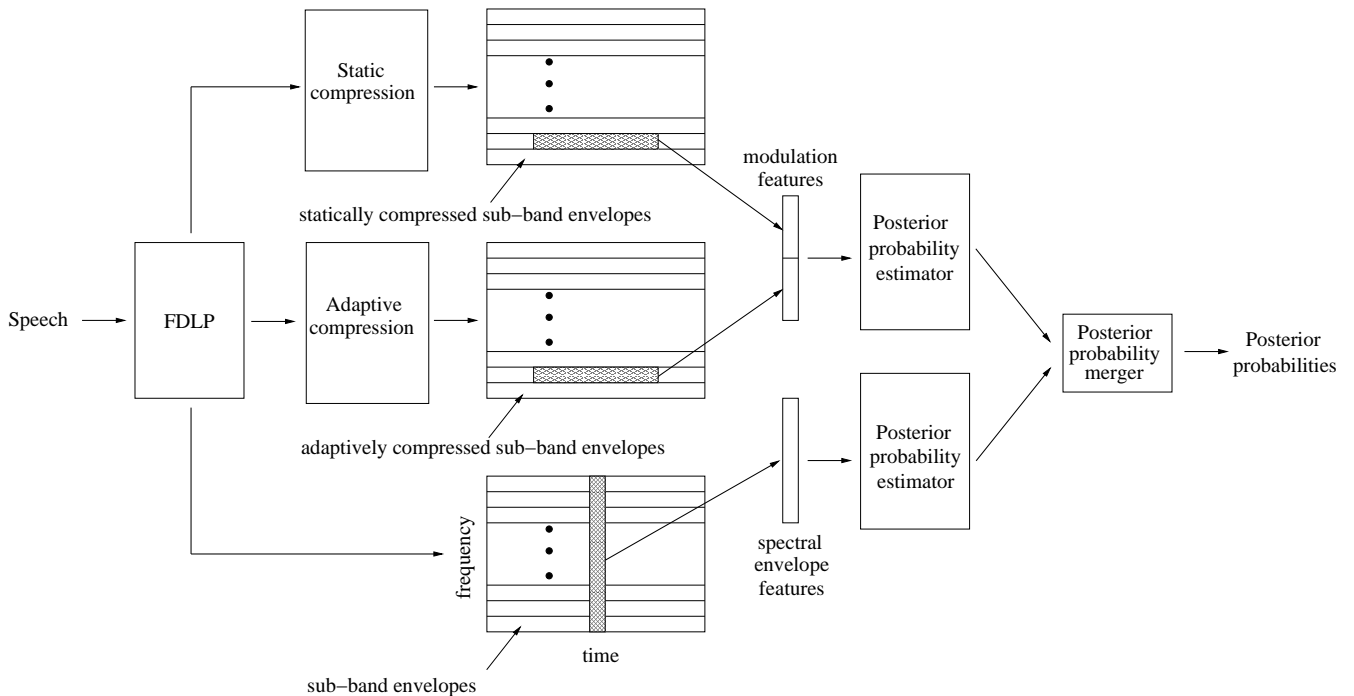 Static
compression
statically compressed sub−band envelopes
modulation
features
Posterior
probability
estimator
Speech
FDLP
Adaptive
compression
adaptively compressed sub−band envelopes
Posterior
probability
merger
Posterior
probabilities
Posterior
probability
estimator
frequency
spectral
envelope
features
time
sub−band envelopes